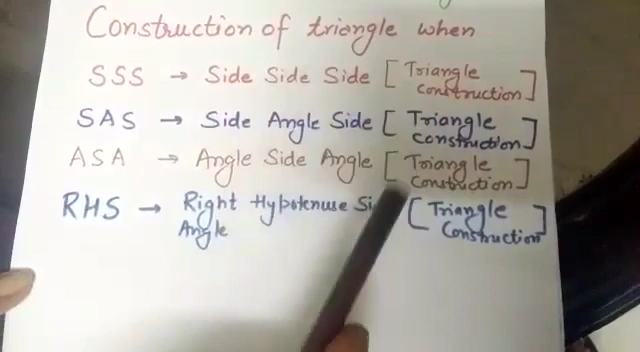 Construction of triangle when
SSS → Side Side Side [Triangle
construction]
SAS → Side Angle Side [Triangle
construction]
ASA → Angle Side Angle [Triangle
Construction]
RHS → Right Hypotenuse [Triangle
Angle Construction]